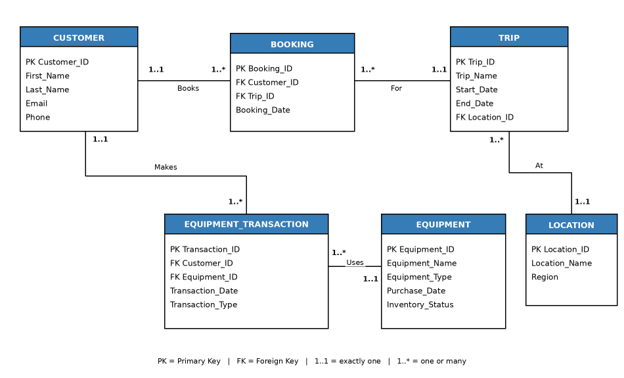 CUSTOMER
PK Customer_ID
First_Name
Last_Name
Email
Phone
1..1
1..*
Books
BOOKING
PK Booking_ID
FK Customer_ID
FK Trip_ID
Booking_Date
1..*
1..1
For
TRIP
PK Trip_ID
Trip_Name
Start_Date
End_Date
FK Location_ID
1..1
Makes
1..*
1..*
At
1..1
EQUIPMENT_TRANSACTION
PK Transaction_ID
FK Customer_ID
FK Equipment_ID
Transaction_Date
Transaction_Type
1..*
Uses
1..1
EQUIPMENT
PK Equipment_ID
Equipment_Name
Equipment_Type
Purchase_Date
Inventory_Status
LOCATION
PK Location_ID
Location_Name
Region
PK = Primary Key | FK = Foreign Key | 1..1 = exactly one | 1..* = one or many